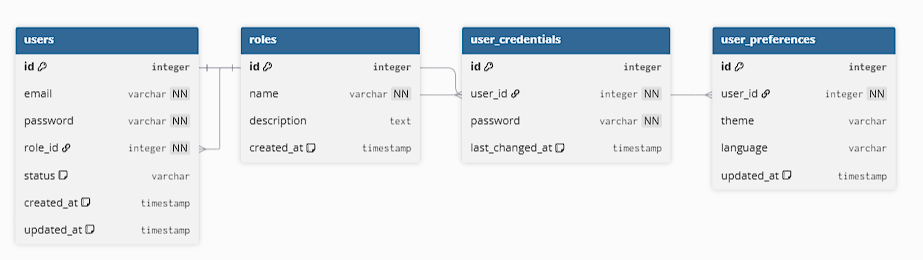 users
id integer
email varchar NN
password varchar NN
role_id integer NN
status varchar
created_at timestamp
updated_at timestamp
roles
id integer
name varchar NN
description text
created_at timestamp
user_credentials
id integer
user_id integer NN
password varchar NN
last_changed_at timestamp
user_preferences
id integer
user_id integer NN
theme varchar
language varchar
updated_at timestamp